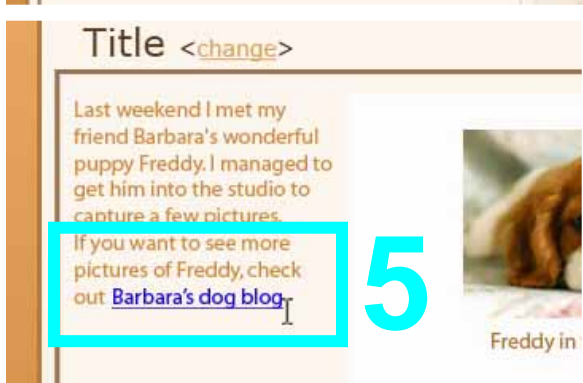 Title <change>
Last weekend I met my
friend Barbara's wonderful
puppy Freddy. I managed to
get him into the studio to
capture a few pictures.
If you want to see more
pictures of Freddy, check
out Barbara's dog blog
5
Freddy in